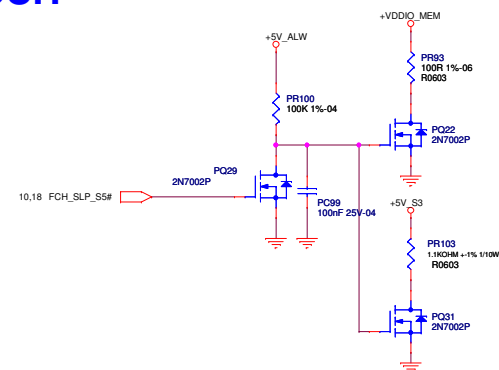 +VDDIO_MEM
+5V_ALW
PR93
100R 1%-06
R0603
PR100
100K 1%-04
PQ22
2N7002P
PQ29
2N7002P
10,18 FCH_SLP_S5#
PC99
100nF 25V-04
+5V_S3
PR103
1.1KOHM +-1% 1/10W
R0603
PQ31
2N7002P